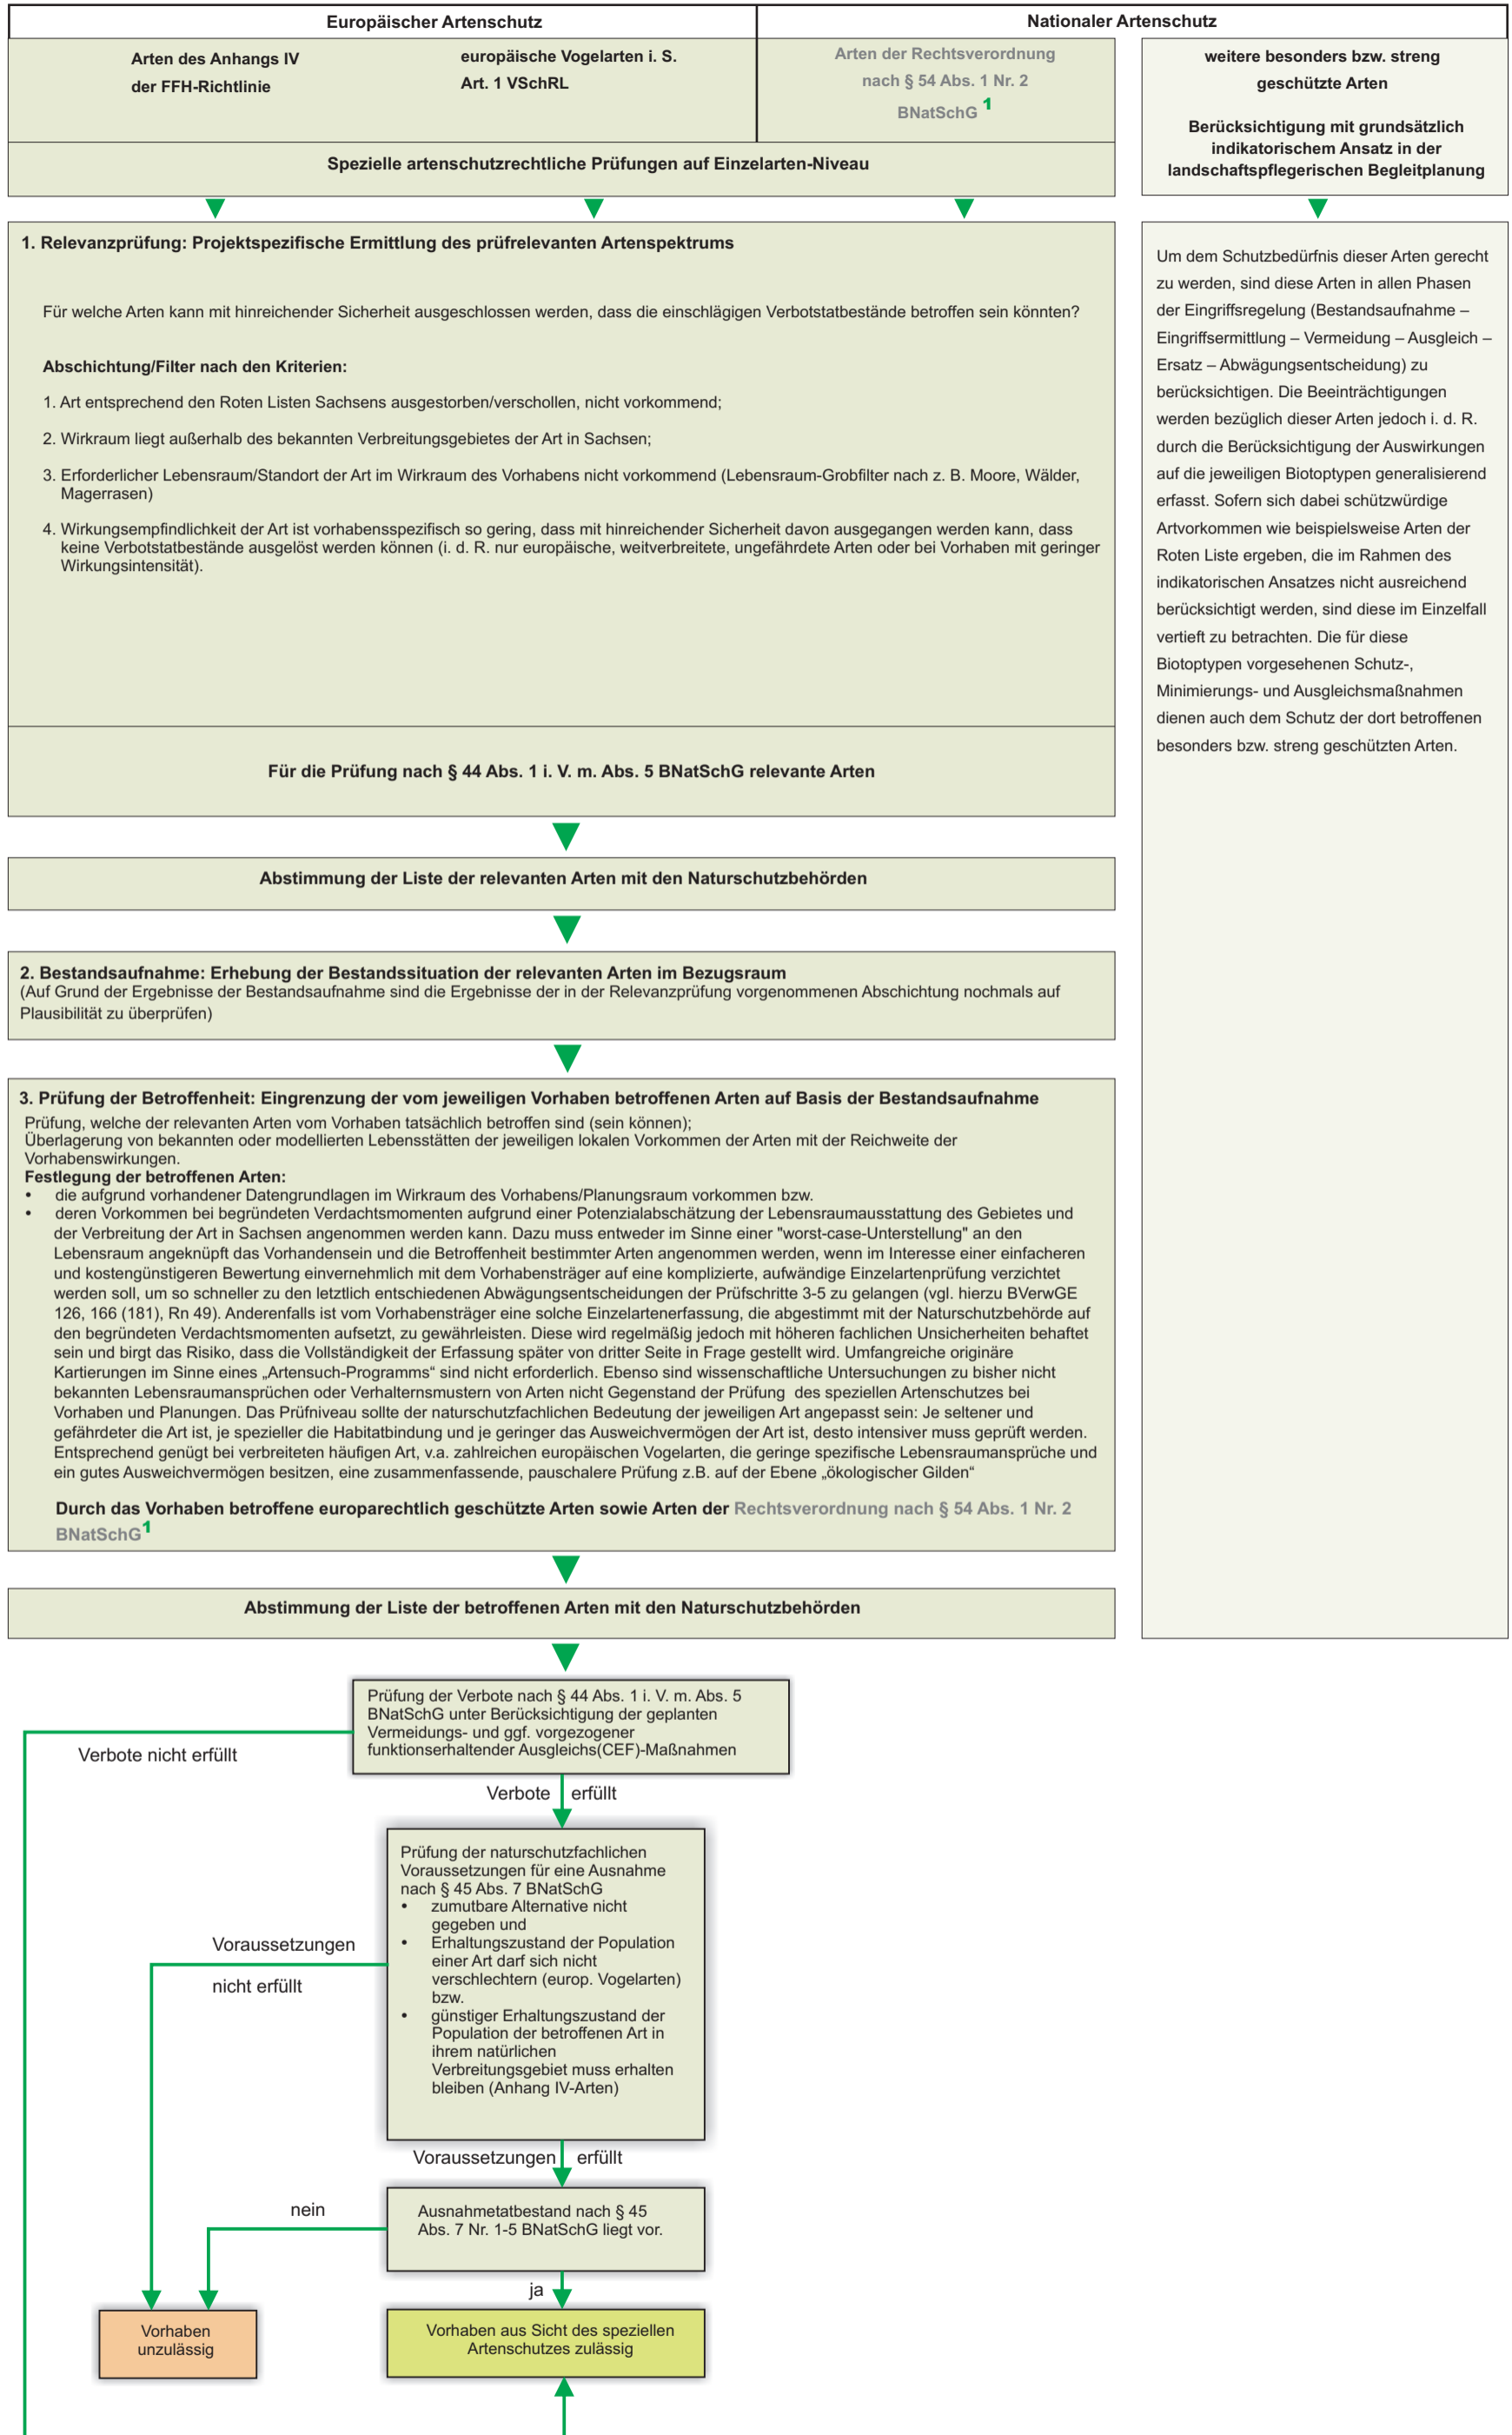 Europäischer Artenschutz
Nationaler Artenschutz
Arten des Anhangs IV
der FFH-Richtlinie
europäische Vogelarten i. S.
Art. 1 VSchRL
Arten der Rechtsverordnung
nach § 54 Abs. 1 Nr. 2
BNatSchG 1
weitere besonders bzw. streng
geschützte Arten
Berücksichtigung mit grundsätzlich
indikatorischem Ansatz in der
landschaftspflegerischen Begleitplanung
Spezielle artenschutzrechtliche Prüfungen auf Einzelarten-Niveau
1. Relevanzprüfung: Projektspezifische Ermittlung des prüfrelevanten Artenspektrums
Für welche Arten kann mit hinreichender Sicherheit ausgeschlossen werden, dass die einschlägigen Verbotstatbestände betroffen sein könnten?
Abschichtung/Filter nach den Kriterien:
1. Art entsprechend den Roten Listen Sachsens ausgestorben/verschollen, nicht vorkommend;
2. Wirkraum liegt außerhalb des bekannten Verbreitungsgebietes der Art in Sachsen;
3. Erforderlicher Lebensraum/Standort der Art im Wirkraum des Vorhabens nicht vorkommend (Lebensraum-Grobfilter nach z. B. Moore, Wälder,
Magerrasen)
4. Wirkungsempfindlichkeit der Art ist vorhabensspezifisch so gering, dass mit hinreichender Sicherheit davon ausgegangen werden kann, dass
keine Verbotstatbestände ausgelöst werden können (i. d. R. nur europäische, weitverbreitete, ungefährdete Arten oder bei Vorhaben mit geringer
Wirkungsintensität).
Für die Prüfung nach § 44 Abs. 1 i. V. m. Abs. 5 BNatSchG relevante Arten
Um dem Schutzbedürfnis dieser Arten gerecht
zu werden, sind diese Arten in allen Phasen
der Eingriffsregelung (Bestandsaufnahme –
Eingriffsermittlung – Vermeidung – Ausgleich –
Ersatz – Abwägungsentscheidung) zu
berücksichtigen. Die Beeinträchtigungen
werden bezüglich dieser Arten jedoch i. d. R.
durch die Berücksichtigung der Auswirkungen
auf die jeweiligen Biotoptypen generalisierend
erfasst. Sofern sich dabei schützwürdige
Artvorkommen wie beispielsweise Arten der
Roten Liste ergeben, die im Rahmen des
indikatorischen Ansatzes nicht ausreichend
berücksichtigt werden, sind diese im Einzelfall
vertieft zu betrachten. Die für diese
Biotoptypen vorgesehenen Schutz-,
Minimierungs- und Ausgleichsmaßnahmen
dienen auch dem Schutz der dort betroffenen
besonders bzw. streng geschützten Arten.
Abstimmung der Liste der relevanten Arten mit den Naturschutzbehörden
2. Bestandsaufnahme: Erhebung der Bestandssituation der relevanten Arten im Bezugsraum
(Auf Grund der Ergebnisse der Bestandsaufnahme sind die Ergebnisse der in der Relevanzprüfung vorgenommenen Abschichtung nochmals auf
Plausibilität zu überprüfen)
3. Prüfung der Betroffenheit: Eingrenzung der vom jeweiligen Vorhaben betroffenen Arten auf Basis der Bestandsaufnahme
Prüfung, welche der relevanten Arten vom Vorhaben tatsächlich betroffen sind (sein können);
Überlagerung von bekannten oder modellierten Lebensstätten der jeweiligen lokalen Vorkommen der Arten mit der Reichweite der
Vorhabenswirkungen.
Festlegung der betroffenen Arten:
• die aufgrund vorhandener Datengrundlagen im Wirkraum des Vorhabens/Planungsraum vorkommen bzw.
• deren Vorkommen bei begründeten Verdachtsmomenten aufgrund einer Potenzialabschätzung der Lebensraumausstattung des Gebietes und
der Verbreitung der Art in Sachsen angenommen werden kann. Dazu muss entweder im Sinne einer "worst-case-Unterstellung" an den
Lebensraum angeknüpft das Vorhandensein und die Betroffenheit bestimmter Arten angenommen werden, wenn im Interesse einer einfacheren
und kostengünstigeren Bewertung einvernehmlich mit dem Vorhabensträger auf eine komplizierte, aufwändige Einzelartenprüfung verzichtet
werden soll, um so schneller zu den letztlich entschiedenen Abwägungsentscheidungen der Prüfschritte 3-5 zu gelangen (vgl. hierzu BVerwGE
126, 166 (181), Rn 49). Anderenfalls ist vom Vorhabensträger eine solche Einzelartenerfassung, die abgestimmt mit der Naturschutzbehörde auf
den begründeten Verdachtsmomenten aufsetzt, zu gewährleisten. Diese wird regelmäßig jedoch mit höheren fachlichen Unsicherheiten behaftet
sein und birgt das Risiko, dass die Vollständigkeit der Erfassung später von dritter Seite in Frage gestellt wird. Umfangreiche originäre
Kartierungen im Sinne eines „Artensuch-Programms“ sind nicht erforderlich. Ebenso sind wissenschaftliche Untersuchungen zu bisher nicht
bekannten Lebensraumansprüchen oder Verhalternsmustern von Arten nicht Gegenstand der Prüfung des speziellen Artenschutzes bei
Vorhaben und Planungen. Das Prüfniveau sollte der naturschutzfachlichen Bedeutung der jeweiligen Art angepasst sein: Je seltener und
gefährdeter die Art ist, je spezieller die Habitatbindung und je geringer das Ausweichvermögen der Art ist, desto intensiver muss geprüft werden.
Entsprechend genügt bei verbreiteten häufigen Art, v.a. zahlreichen europäischen Vogelarten, die geringe spezifische Lebensraumansprüche und
ein gutes Ausweichvermögen besitzen, eine zusammenfassende, pauschalere Prüfung z.B. auf der Ebene „ökologischer Gilden“
Durch das Vorhaben betroffene europarechtlich geschützte Arten sowie Arten der Rechtsverordnung nach § 54 Abs. 1 Nr. 2
BNatSchG1
Abstimmung der Liste der betroffenen Arten mit den Naturschutzbehörden
Prüfung der Verbote nach § 44 Abs. 1 i. V. m. Abs. 5
BNatSchG unter Berücksichtigung der geplanten
Vermeidungs- und ggf. vorgezogener
funktionserhaltender Ausgleichs(CEF)-Maßnahmen
Verbote nicht erfüllt
Verbote erfüllt
Prüfung der naturschutzfachlichen
Voraussetzungen für eine Ausnahme
nach § 45 Abs. 7 BNatSchG
• zumutbare Alternative nicht
gegeben und
• Erhaltungszustand der Population
einer Art darf sich nicht
verschlechtern (europ. Vogelarten)
bzw.
• günstiger Erhaltungszustand der
Population der betroffenen Art in
ihrem natürlichen
Verbreitungsgebiet muss erhalten
bleiben (Anhang IV-Arten)
Voraussetzungen
nicht erfüllt
Voraussetzungen erfüllt
Ausnahmetatbestand nach § 45
Abs. 7 Nr. 1-5 BNatSchG liegt vor.
nein
ja
Vorhaben
unzulässig
Vorhaben aus Sicht des speziellen
Artenschutzes zulässig